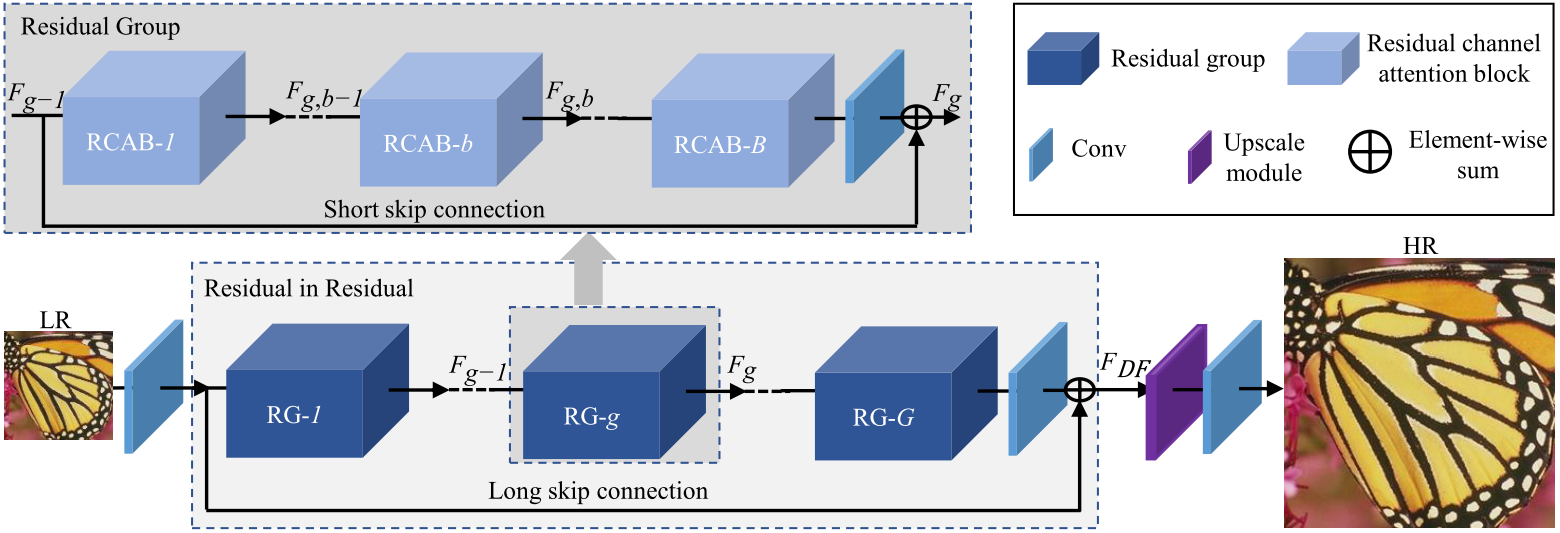 Residual Group
F_{g-1}
F_{g,b-1}
F_{g,b}
F_g
RCAB-1
RCAB-b
RCAB-B
Short skip connection
Residual group
Residual channel
attention block
Conv
Upscale
module
Element-wise
sum
HR
Residual in Residual
LR
F_{g-1}
F_g
F_{DF}
RG-1
RG-g
RG-G
Long skip connection